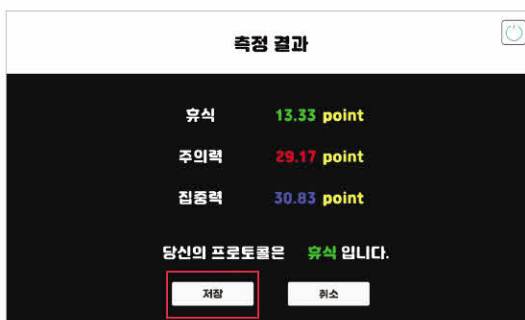 측정 결과
휴식 13.33 point
주의력 29.17 point
집중력 30.83 point
당신의 프로토콜은 휴식 입니다.
저장 취소